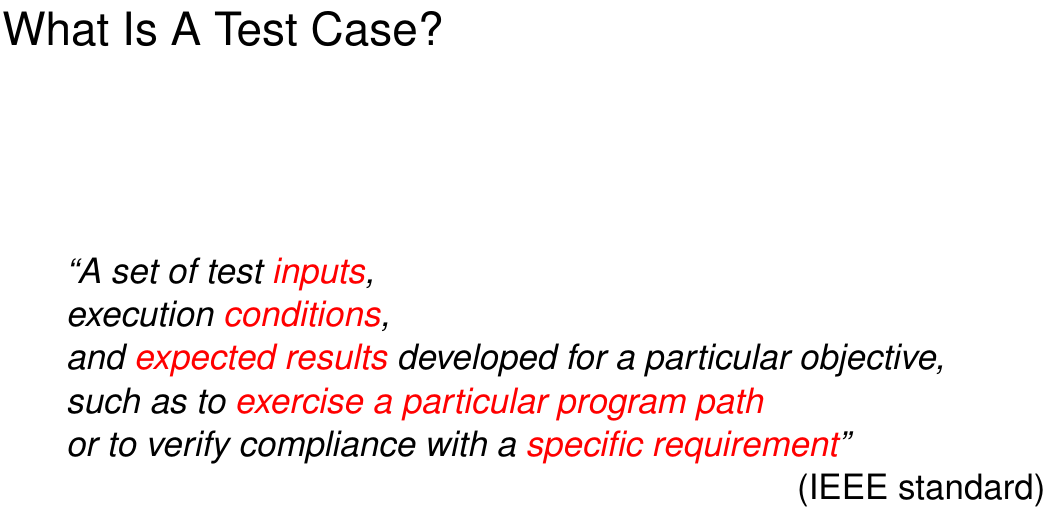 What Is A Test Case?
“A set of test inputs,
execution conditions,
and expected results developed for a particular objective,
such as to exercise a particular program path
or to verify compliance with a specific requirement”
(IEEE standard)